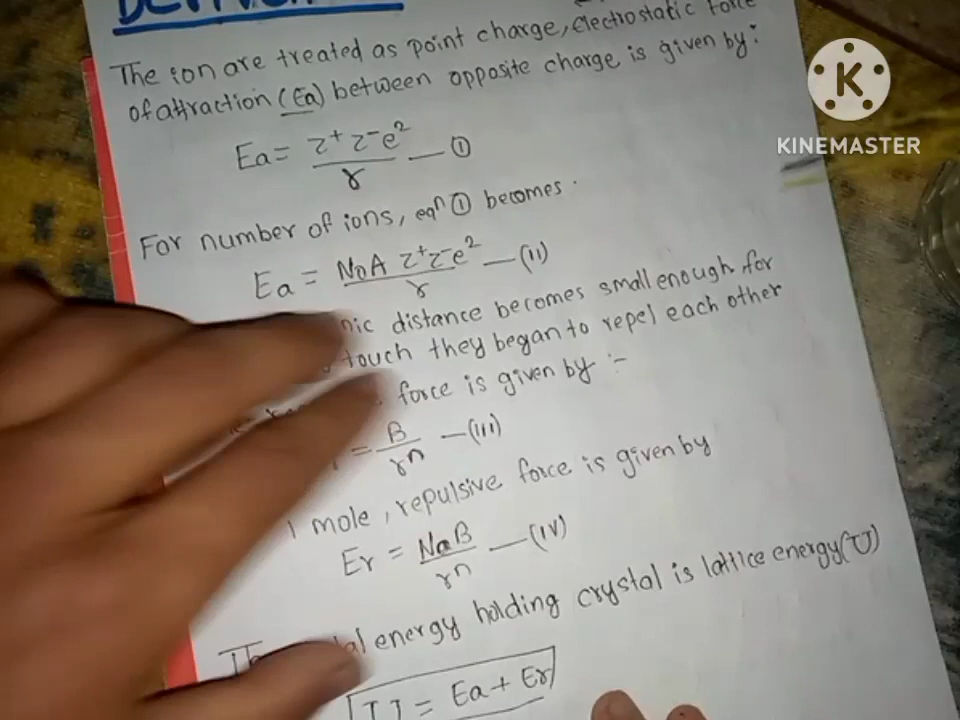 The ion are treated as point charge, electrostatic force
of attraction (Ea) between opposite charge is given by:
Ea = z⁺ z⁻ e² / r — (I)
For number of ions, eqⁿ (I) becomes.
Ea = N₀A z⁺z⁻e² / r — (II)
distance becomes small enough for
touch they began to repel each other
force is given by :-
= B / rⁿ — (III)
1 mole, repulsive force is given by
Er = NaB / rⁿ — (IV)
energy holding crystal is lattice energy (U)
U = Ea + Er
K
KINEMASTER